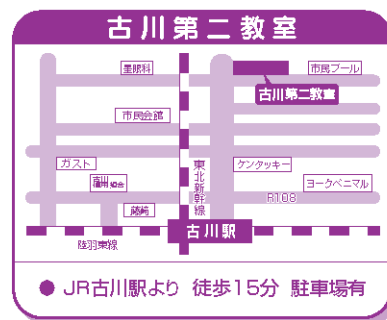 古川第二教室
星眼科
市民プール
古川第二教室
市民会館
ガスト
東北新幹線
ケンタッキー
ヨークベニマル
R108
藤崎
古川駅
陸羽東線
● JR古川駅より 徒歩15分 駐車場有